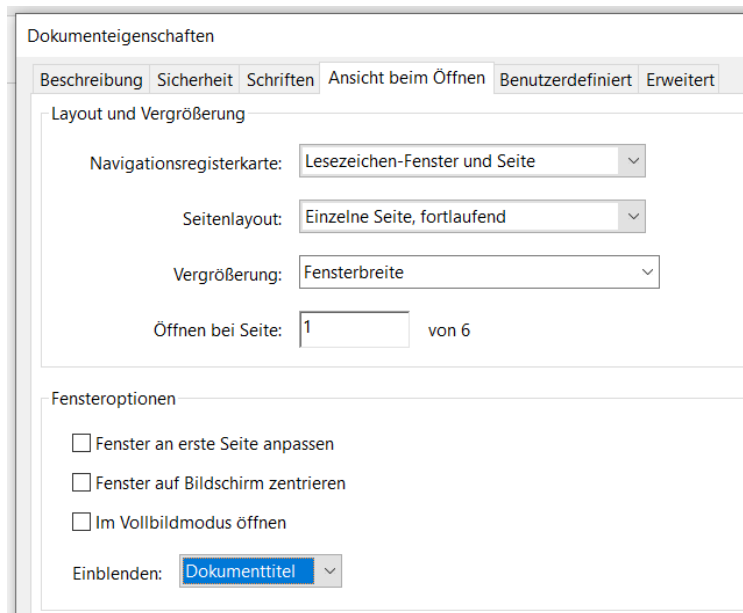 Dokumenteigenschaften
Beschreibung Sicherheit Schriften Ansicht beim Öffnen Benutzerdefiniert Erweitert
Layout und Vergrößerung
Navigationsregisterkarte: Lesezeichen-Fenster und Seite
Seitenlayout: Einzelne Seite, fortlaufend
Vergrößerung: Fensterbreite
Öffnen bei Seite: 1 von 6
Fensteroptionen
Fenster an erste Seite anpassen
Fenster auf Bildschirm zentrieren
Im Vollbildmodus öffnen
Einblenden: Dokumenttitel